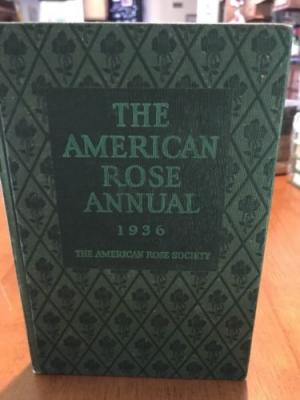 THE
AMERICAN
ROSE
ANNUAL
1936
THE AMERICAN ROSE SOCIETY